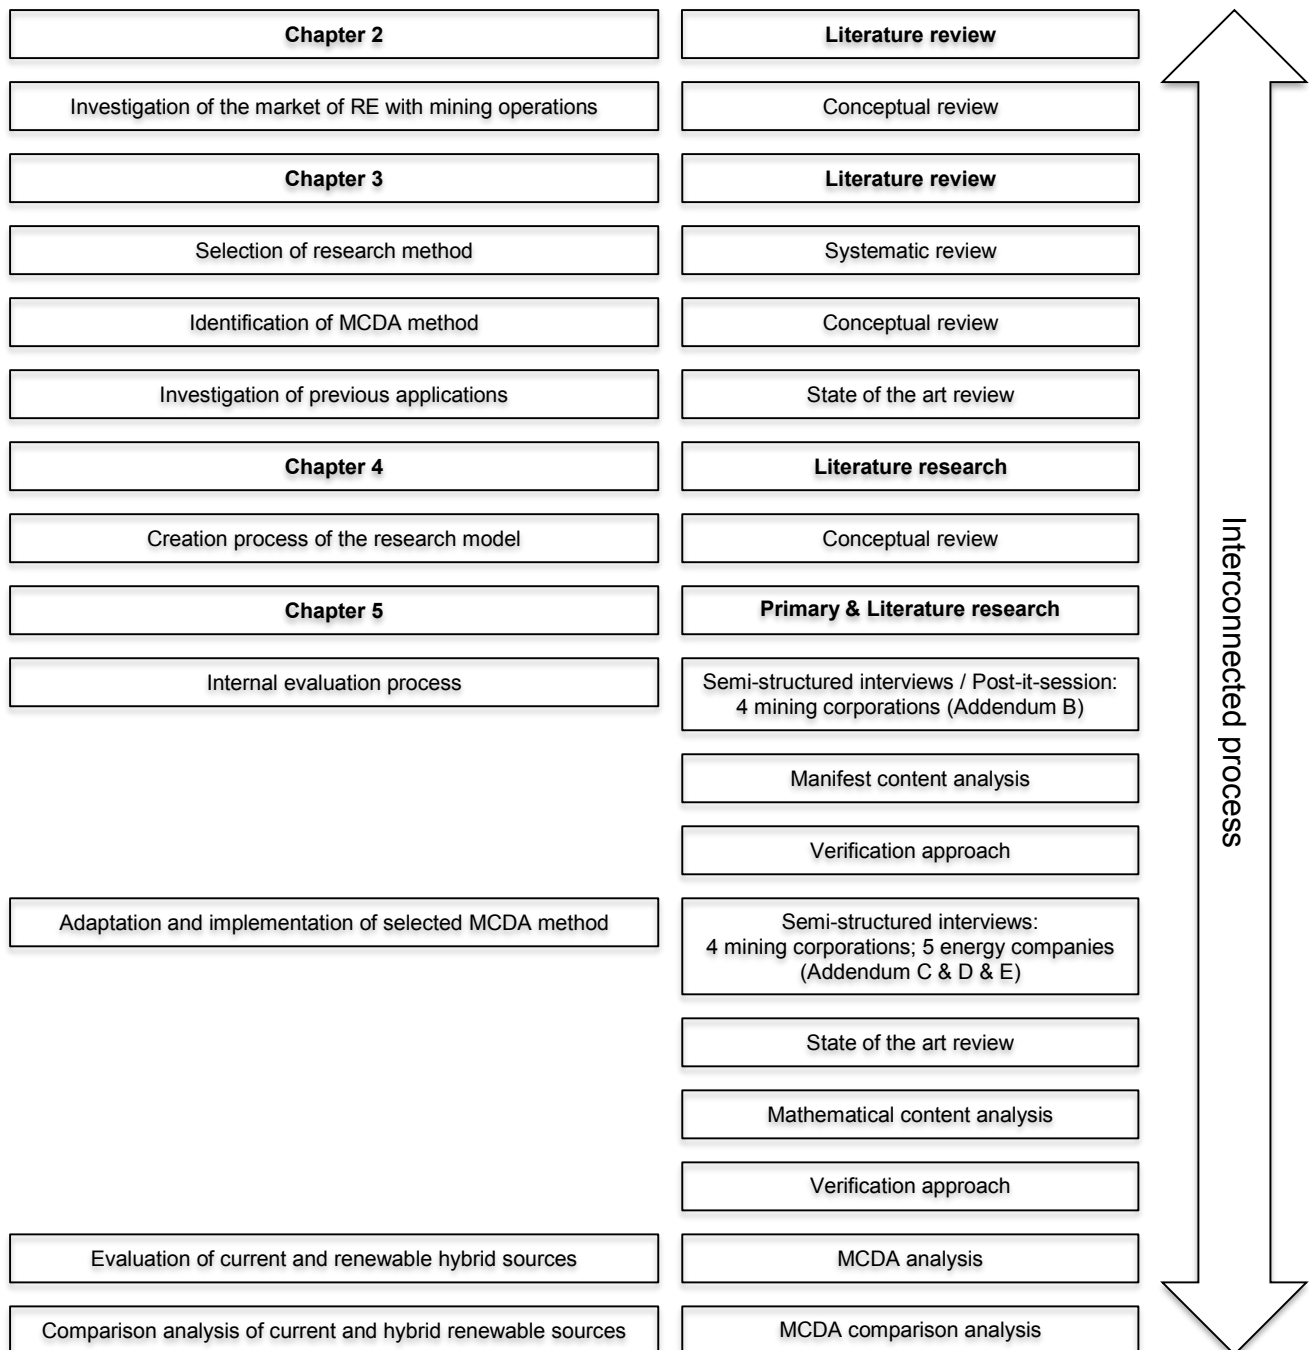 Chapter 2
Literature review
Investigation of the market of RE with mining operations
Conceptual review
Chapter 3
Literature review
Selection of research method
Systematic review
Identification of MCDA method
Conceptual review
Investigation of previous applications
State of the art review
Chapter 4
Literature research
Creation process of the research model
Conceptual review
Chapter 5
Primary & Literature research
Internal evaluation process
Semi-structured interviews / Post-it-session:
4 mining corporations (Addendum B)
Manifest content analysis
Verification approach
Adaptation and implementation of selected MCDA method
Semi-structured interviews:
4 mining corporations; 5 energy companies
(Addendum C & D & E)
State of the art review
Mathematical content analysis
Verification approach
Evaluation of current and renewable hybrid sources
MCDA analysis
Comparison analysis of current and hybrid renewable sources
MCDA comparison analysis
Interconnected process